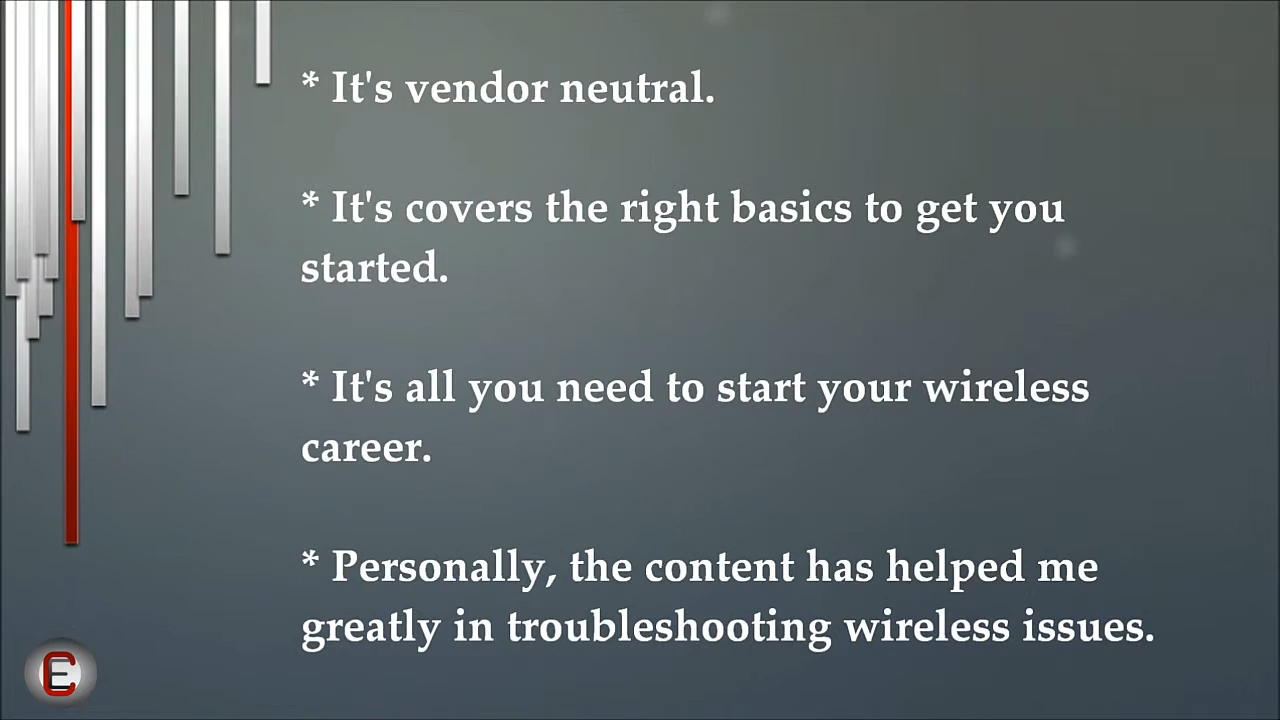 * It's vendor neutral.
* It's covers the right basics to get you
started.
* It's all you need to start your wireless
career.
* Personally, the content has helped me
greatly in troubleshooting wireless issues.
CE